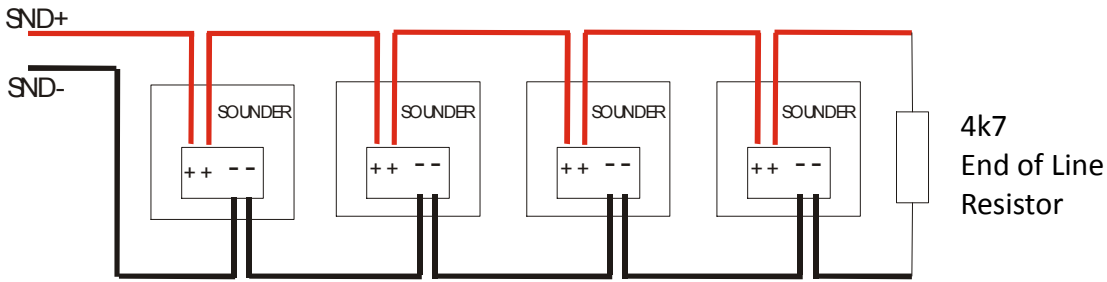 SND+
SND-
SOUNDER
SOUNDER
SOUNDER
SOUNDER
++ --
++ --
++ --
++ --
4k7
End of Line
Resistor